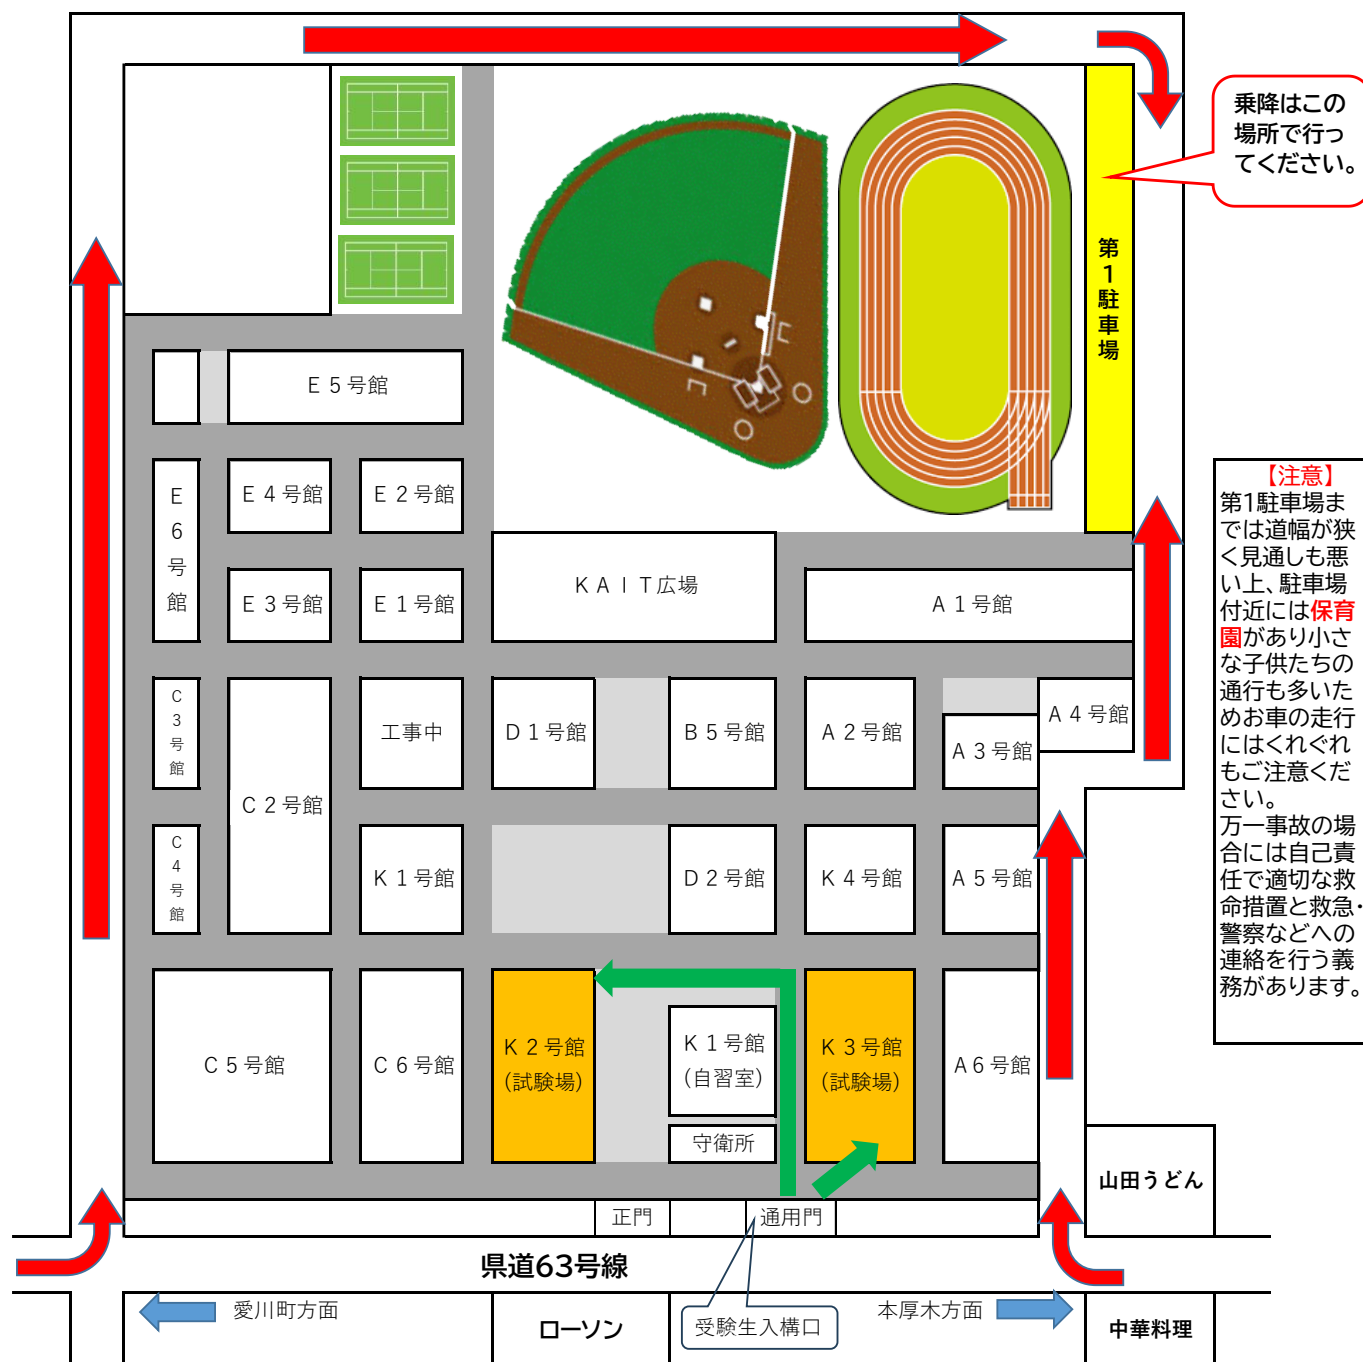 乗降はこの
場所で行っ
てください。
第1駐車場
E5号館
E6号館
E4号館
E2号館
E3号館
E1号館
KAIT広場
A1号館
【注意】
第1駐車場ま
では道幅が狭
く見通しも悪
い上、駐車場
付近には保育
園があり小さ
な子供たちの
通行も多いた
めお車の走行
にはくれぐれ
もご注意くだ
さい。
万一事故の場
合には自己責
任で適切な救
命措置と救急・
警察などへの
連絡を行う義
務があります。
C3号館
C2号館
工事中
D1号館
B5号館
A2号館
A3号館
A4号館
C4号館
K1号館
D2号館
K4号館
A5号館
C5号館
C6号館
K2号館
(試験場)
K1号館
(自習室)
守衛所
K3号館
(試験場)
A6号館
山田うどん
正門
通用門
県道63号線
愛川町方面
ローソン
受験生入構口
本厚木方面
中華料理